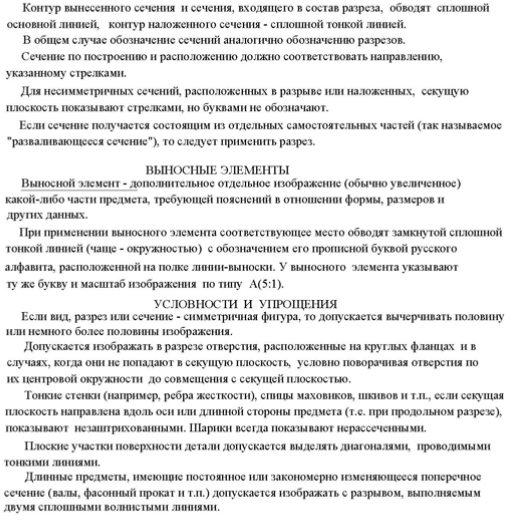 Контур вынесенного сечения и сечения, входящего в состав разреза, обводят сплошной
основной линией, контур наложенного сечения - сплошной тонкой линией.
В общем случае обозначение сечений аналогично обозначению разрезов.
Сечение по построению и расположению должно соответствовать направлению,
указанному стрелками.
Для несимметричных сечений, расположенных в разрыве или наложенных, секущую
плоскость показывают стрелками, но буквами не обозначают.
Если сечение получается состоящим из отдельных самостоятельных частей (так называемое
"разваливающееся сечение"), то следует применить разрез.
ВЫНОСНЫЕ ЭЛЕМЕНТЫ
Выносной элемент - дополнительное отдельное изображение (обычно увеличенное)
какой-либо части предмета, требующей пояснений в отношении формы, размеров и
других данных.
При применении выносного элемента соответствующее место обводят замкнутой сплошной
тонкой линией (чаще - окружностью) с обозначением его прописной буквой русского
алфавита, расположенной на полке линии-выноски. У выносного элемента указывают
ту же букву и масштаб изображения по типу А(5:1).
УСЛОВНОСТИ И УПРОЩЕНИЯ
Если вид, разрез или сечение - симметричная фигура, то допускается вычерчивать половину
или немного более половины изображения.
Допускается изображать в разрезе отверстия, расположенные на круглых фланцах и в
случаях, когда они не попадают в секущую плоскость, условно поворачивая отверстия по
их центровой окружности до совмещения с секущей плоскостью.
Тонкие стенки (например, ребра жесткости), спицы маховиков, шкивов и т.п., если секущая
плоскость направлена вдоль оси или длинной стороны предмета (т.е. при продольном разрезе),
показывают незаштрихованными. Шарики всегда показывают нерассеченными.
Плоские участки поверхности детали допускается выделять диагоналями, проводимыми
тонкими линиями.
Длинные предметы, имеющие постоянное или закономерно изменяющееся поперечное
сечение (валы, фасонный прокат и т.п.) допускается изображать с разрывом, выполняемым
двумя сплошными волнистыми линиями.